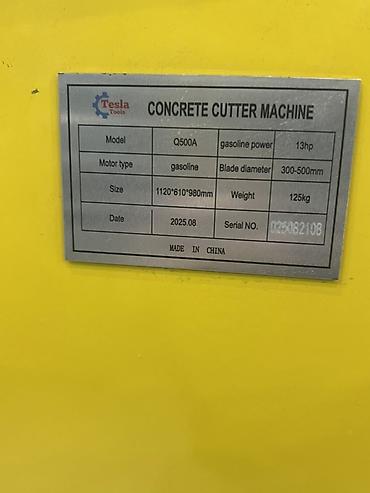 Tesla
Tools
CONCRETE CUTTER MACHINE
Model Q500A gasoline power 13hp
Motor type gasoline Blade diameter 300-500mm
Size 1120*610*980mm Weight 125kg
Date 2025.08 Serial NO. 025082108
MADE IN CHINA